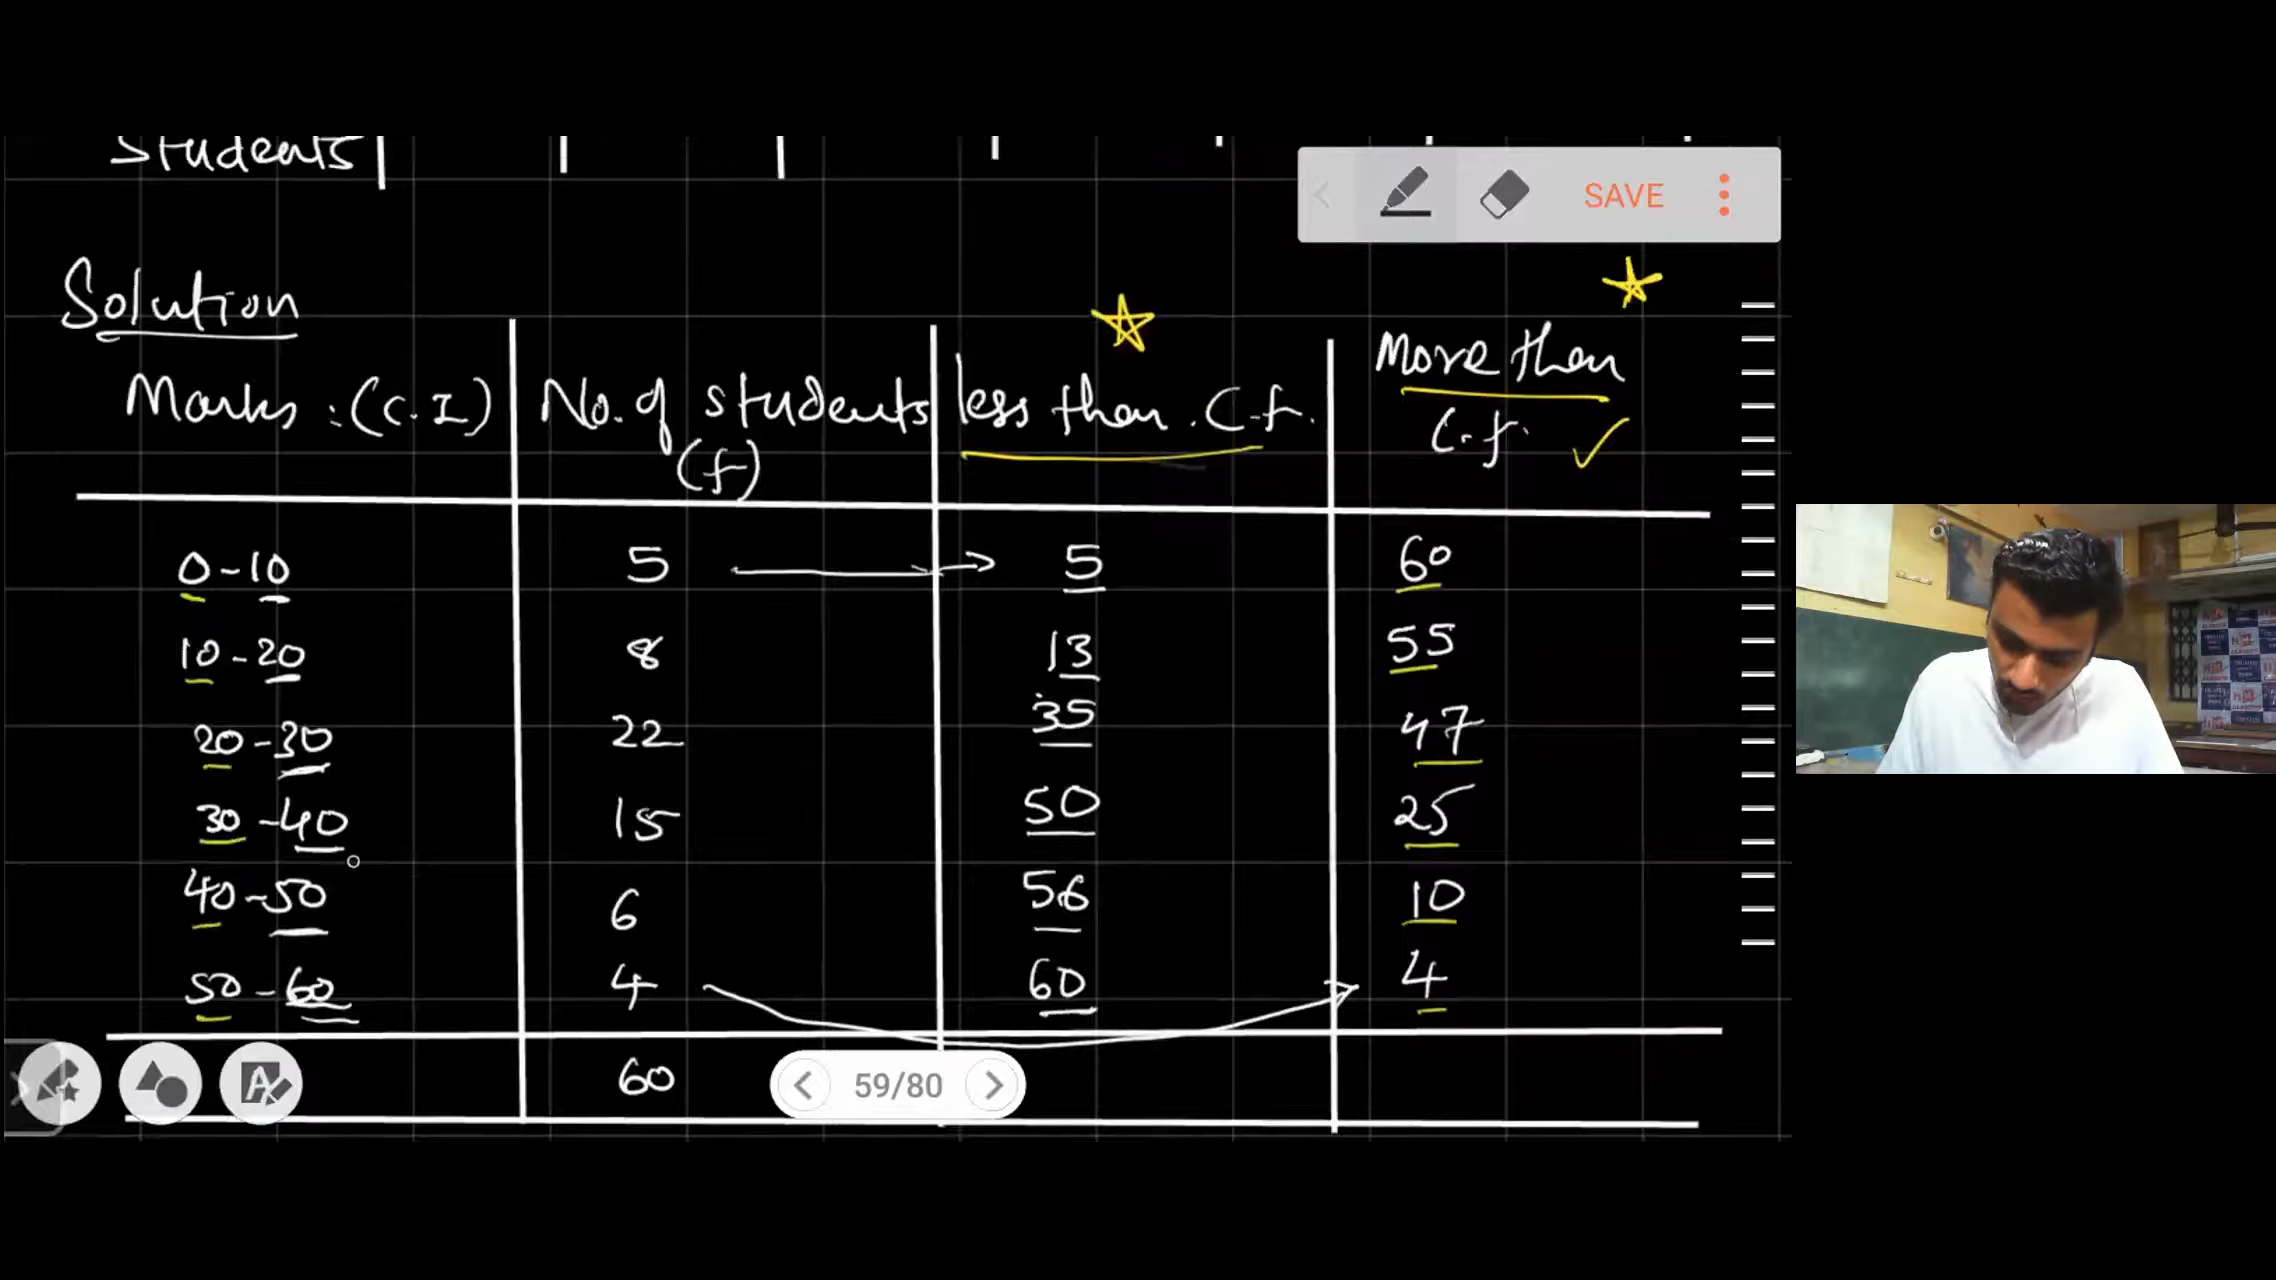 students
SAVE
Solution
Marks :(C.I) No. of students (f) less than C.f. More than C.f.
0-10 5 5 60
10-20 8 13 55
20-30 22 35 47
30-40 15 50 25
40-50 6 56 10
50-60 4 60 4
60
59/80